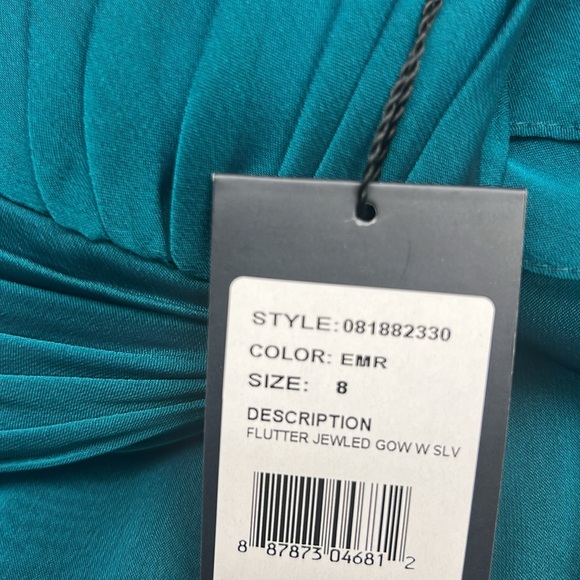 STYLE: 081882330
COLOR: EMR
SIZE: 8
DESCRIPTION
FLUTTER JEWLED GOW W SLV
8 87873 04681 2